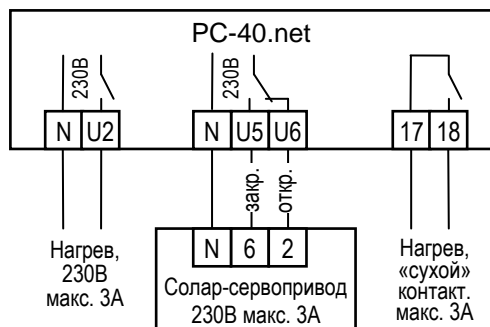 PC-40.net
230В
230В
N U2
N U5 U6
17 18
закр.
откр.
N 6 2
Нагрев,
230В
макс. 3А
Солар-сервопривод
230В макс. 3А
Нагрев,
«сухой»
контакт.
макс. 3А